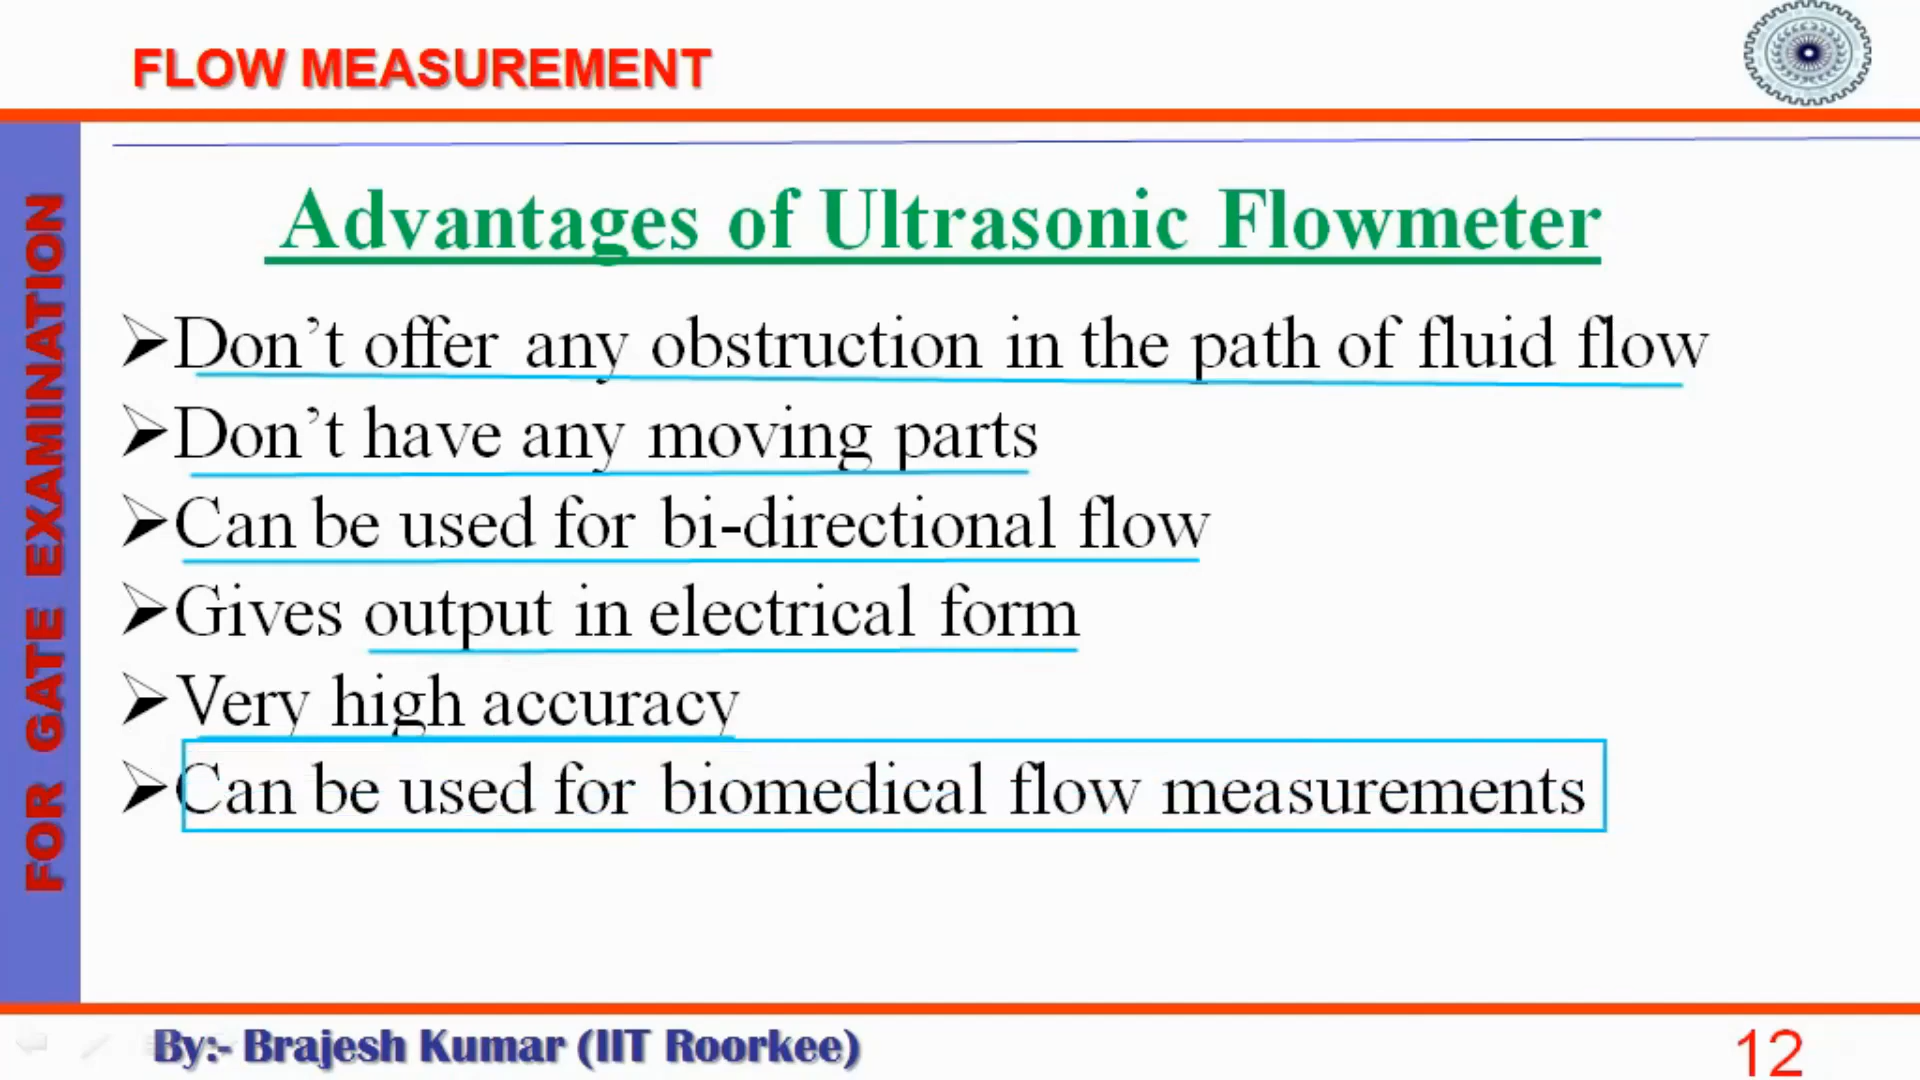 FLOW MEASUREMENT
FOR GATE EXAMINATION
Advantages of Ultrasonic Flowmeter
➢Don’t offer any obstruction in the path of fluid flow
➢Don’t have any moving parts
➢Can be used for bi-directional flow
➢Gives output in electrical form
➢Very high accuracy
➢Can be used for biomedical flow measurements
By:- Brajesh Kumar (IIT Roorkee)
12